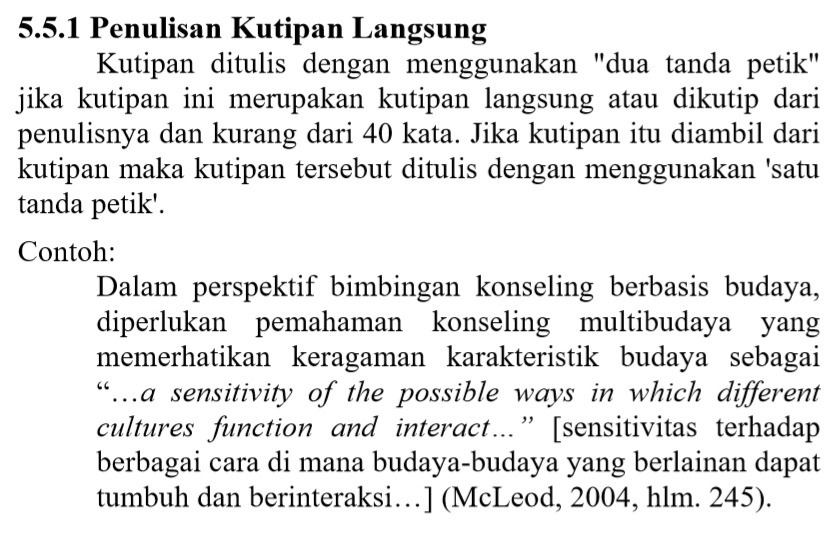 5.5.1 Penulisan Kutipan Langsung
Kutipan ditulis dengan menggunakan "dua tanda petik"
jika kutipan ini merupakan kutipan langsung atau dikutip dari
penulisnya dan kurang dari 40 kata. Jika kutipan itu diambil dari
kutipan maka kutipan tersebut ditulis dengan menggunakan 'satu
tanda petik'.
Contoh:
Dalam perspektif bimbingan konseling berbasis budaya,
diperlukan pemahaman konseling multibudaya yang
memerhatikan keragaman karakteristik budaya sebagai
“…a sensitivity of the possible ways in which different
cultures function and interact…” [sensitivitas terhadap
berbagai cara di mana budaya-budaya yang berlainan dapat
tumbuh dan berinteraksi…] (McLeod, 2004, hlm. 245).